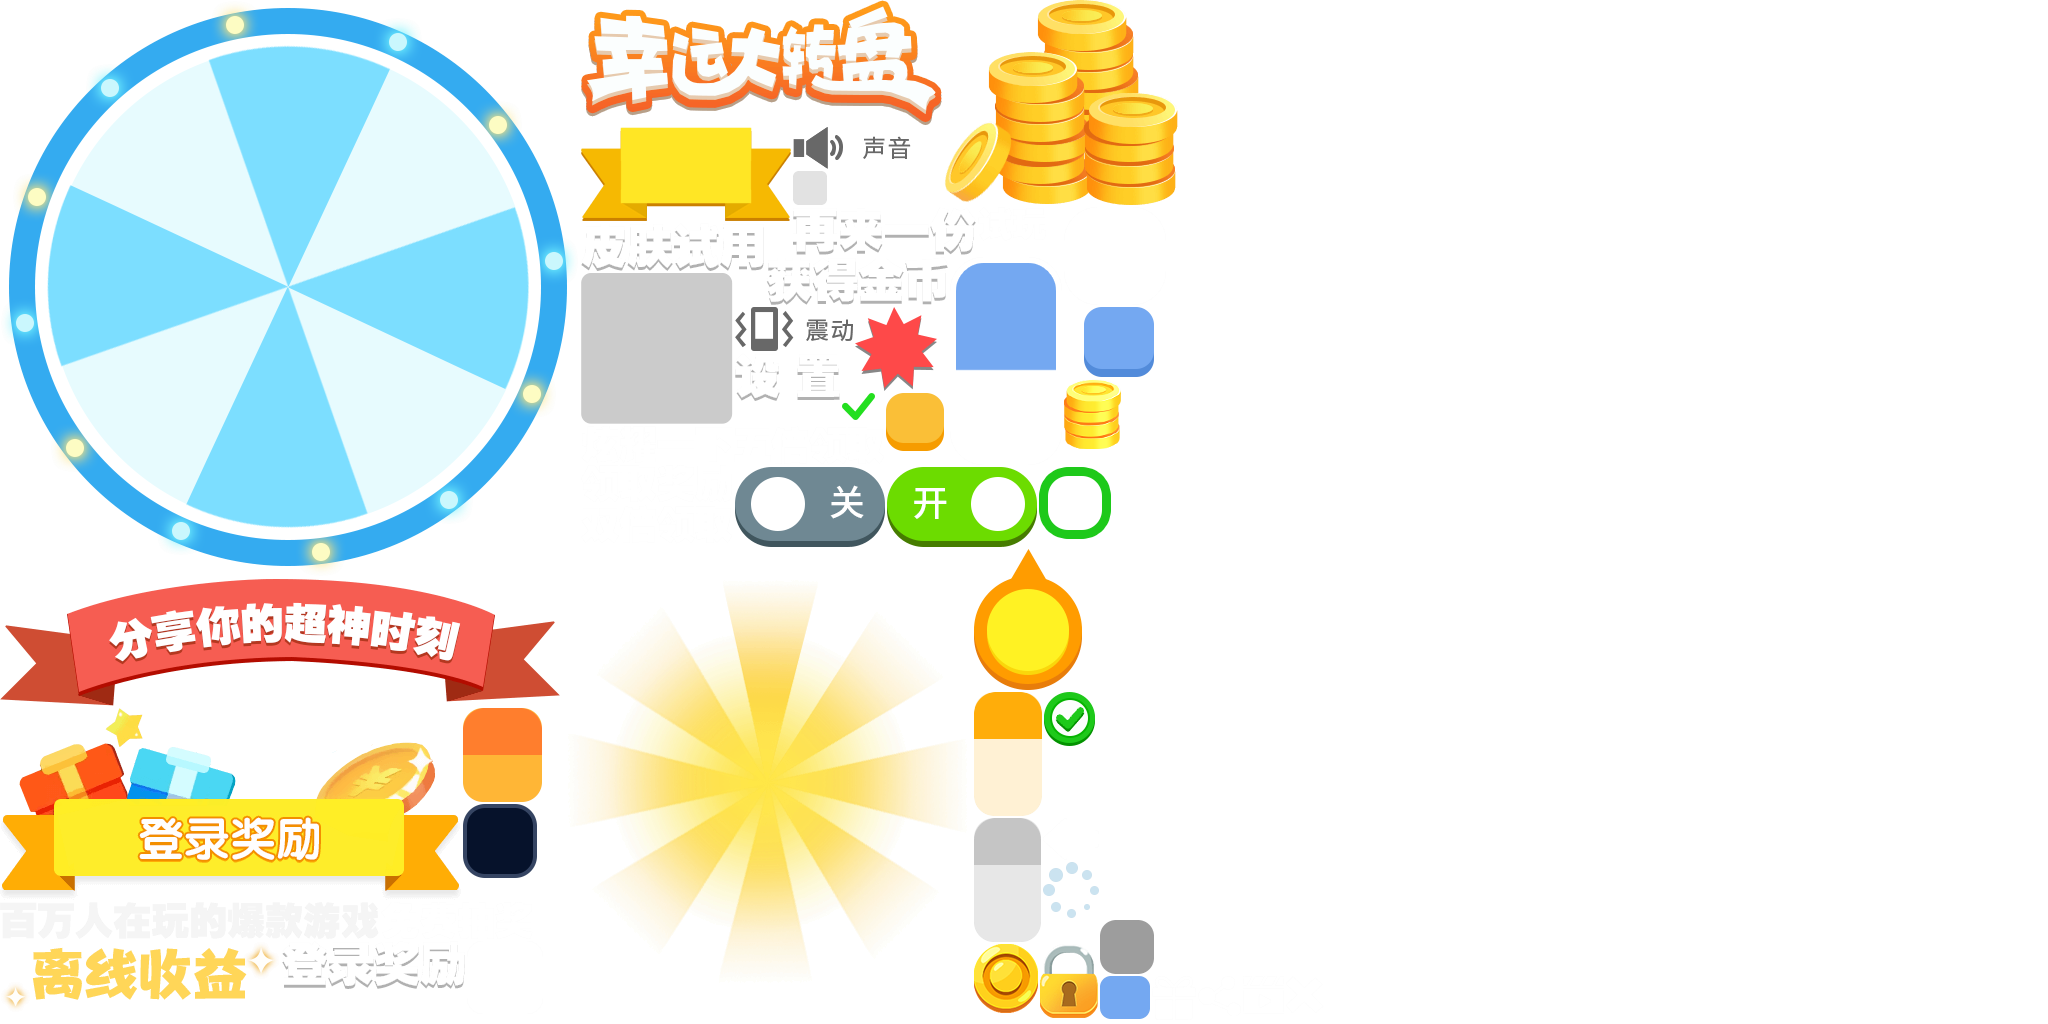 幸运大转盘
声音
皮肤试用
再来一份
获得金币
震动
设置
关
开
分享你的超神时刻
登录奖励
百万人在玩的爆款游戏
离线收益
登录奖励